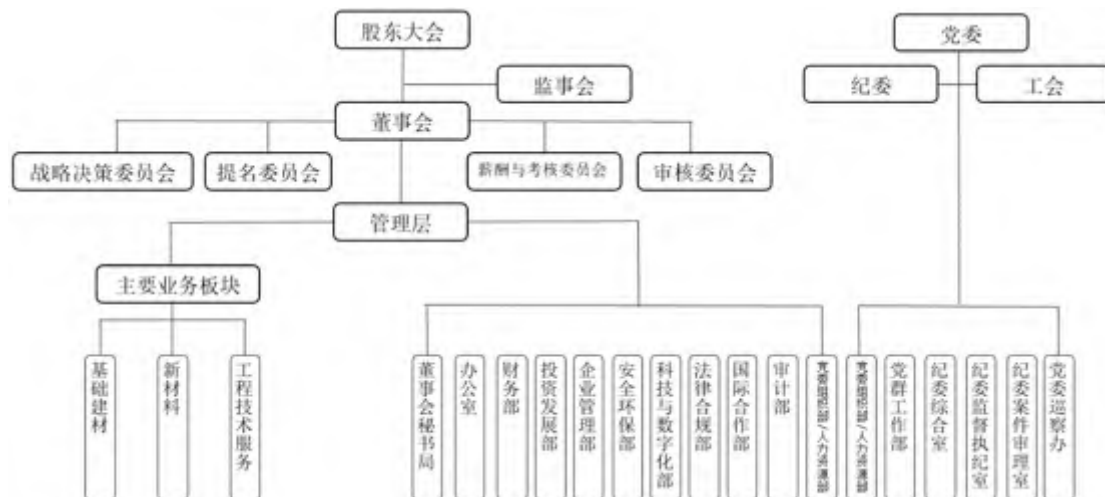 股东大会
党委
监事会
纪委
工会
董事会
战略决策委员会
提名委员会
薪酬与考核委员会
审核委员会
管理层
主要业务板块
基础建材
新材料
工程技术服务
董事会秘书局
办公室
财务部
投资发展部
企业管理部
安全环保部
科技与数字化部
法律合规部
国际合作部
审计部
党委组织部/人力资源部
党委组织部/人力资源部
党群工作部
纪委综合室
纪委监督执纪室
纪委案件审理室
党委巡察办